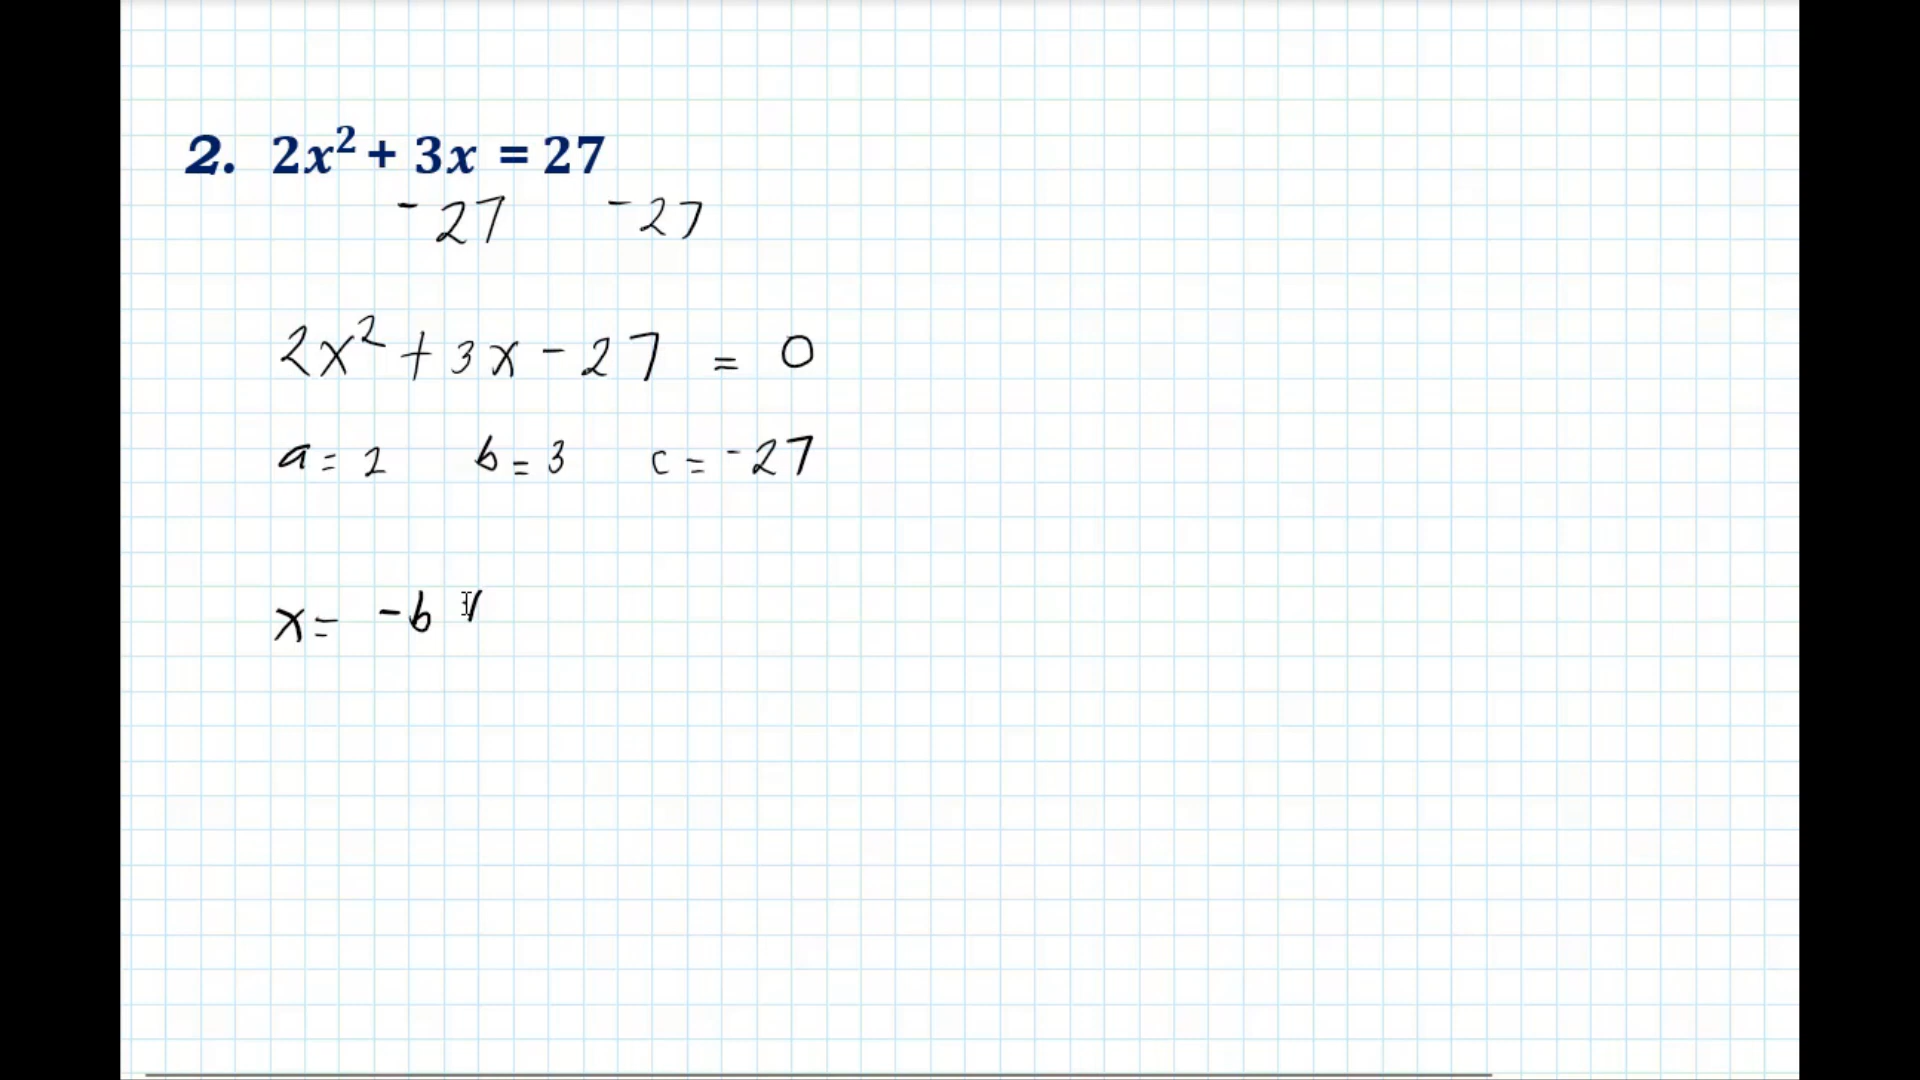 2. 2x² + 3x = 27
-27 -27
2x² + 3x - 27 = 0
a = 2 b = 3 c = -27
x = -b